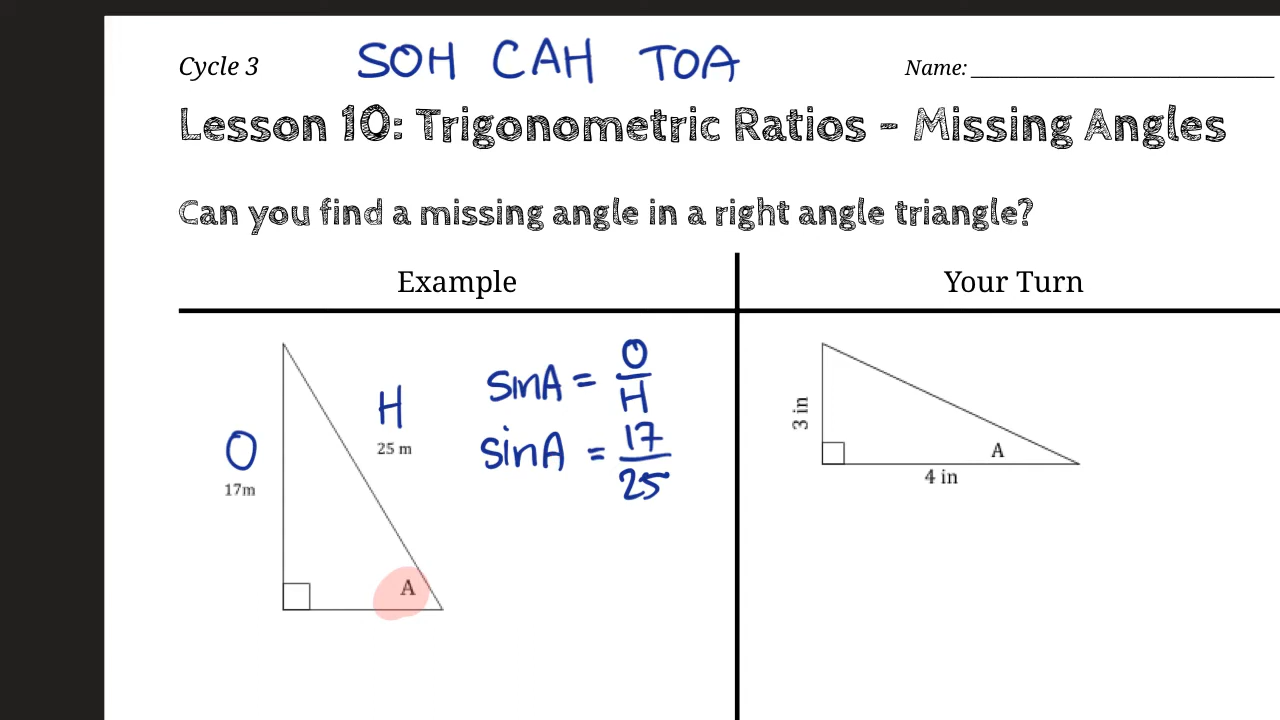 SOH CAH TOA
Cycle 3
Name:
Lesson 10: Trigonometric Ratios - Missing Angles
Can you find a missing angle in a right angle triangle?
Example
O
17m
H
25 m
A
sinA = O/H
sinA = 17/25
Your Turn
3 in
A
4 in